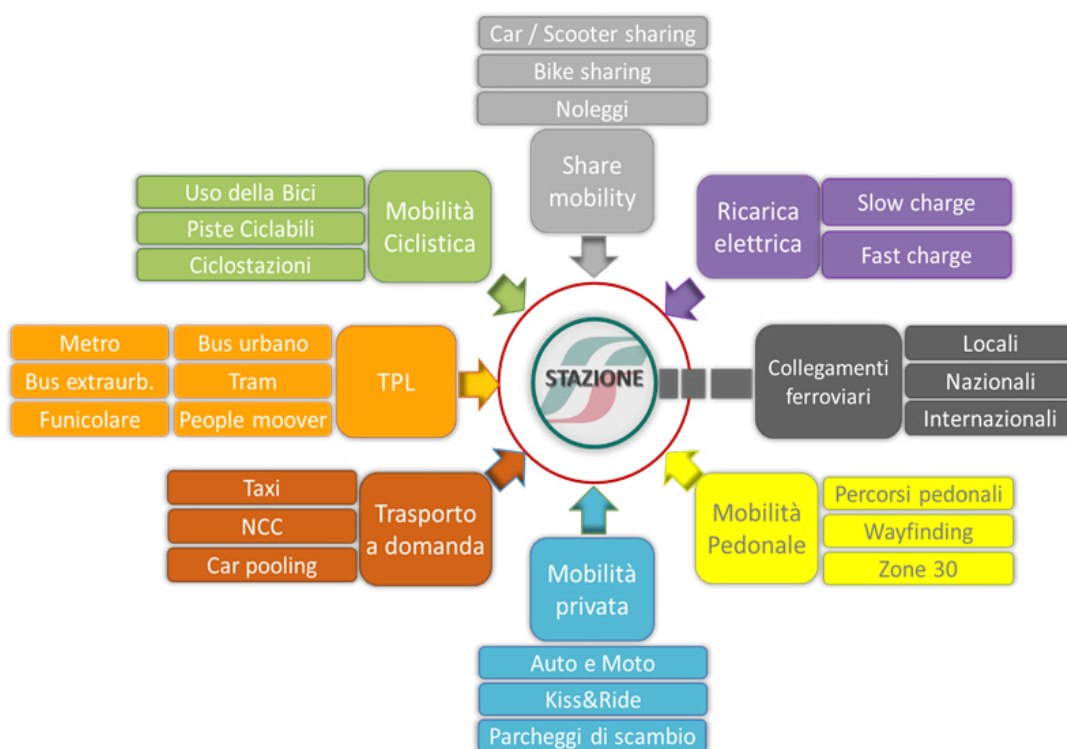 Car / Scooter sharing
Bike sharing
Noleggi
Share
mobility
Uso della Bici
Piste Ciclabili
Ciclostazioni
Mobilità
Ciclistica
Ricarica
elettrica
Slow charge
Fast charge
Metro
Bus urbano
Bus extraurb.
Tram
Funicolare
People moover
TPL
STAZIONE
Collegamenti
ferroviari
Locali
Nazionali
Internazionali
Taxi
NCC
Car pooling
Trasporto
a domanda
Mobilità
privata
Auto e Moto
Kiss&Ride
Parcheggi di scambio
Mobilità
Pedonale
Percorsi pedonali
Wayfinding
Zone 30